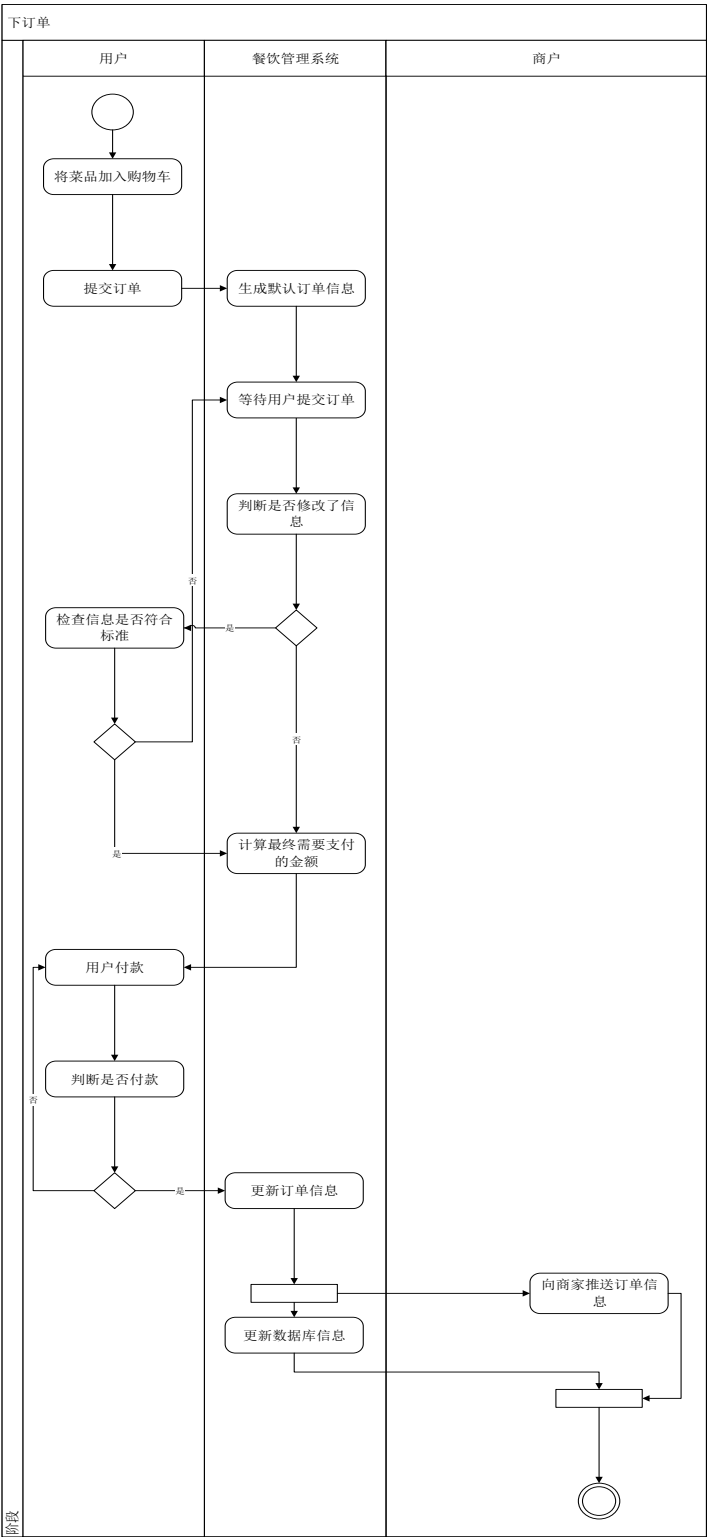 下订单
用户
餐饮管理系统
商户
将菜品加入购物车
提交订单
生成默认订单信息
等待用户提交订单
判断是否修改了信
息
否
检查信息是否符合
标准
是
否
是
计算最终需要支付
的金额
用户付款
判断是否付款
否
是
更新订单信息
向商家推送订单信
息
更新数据库信息
阶段